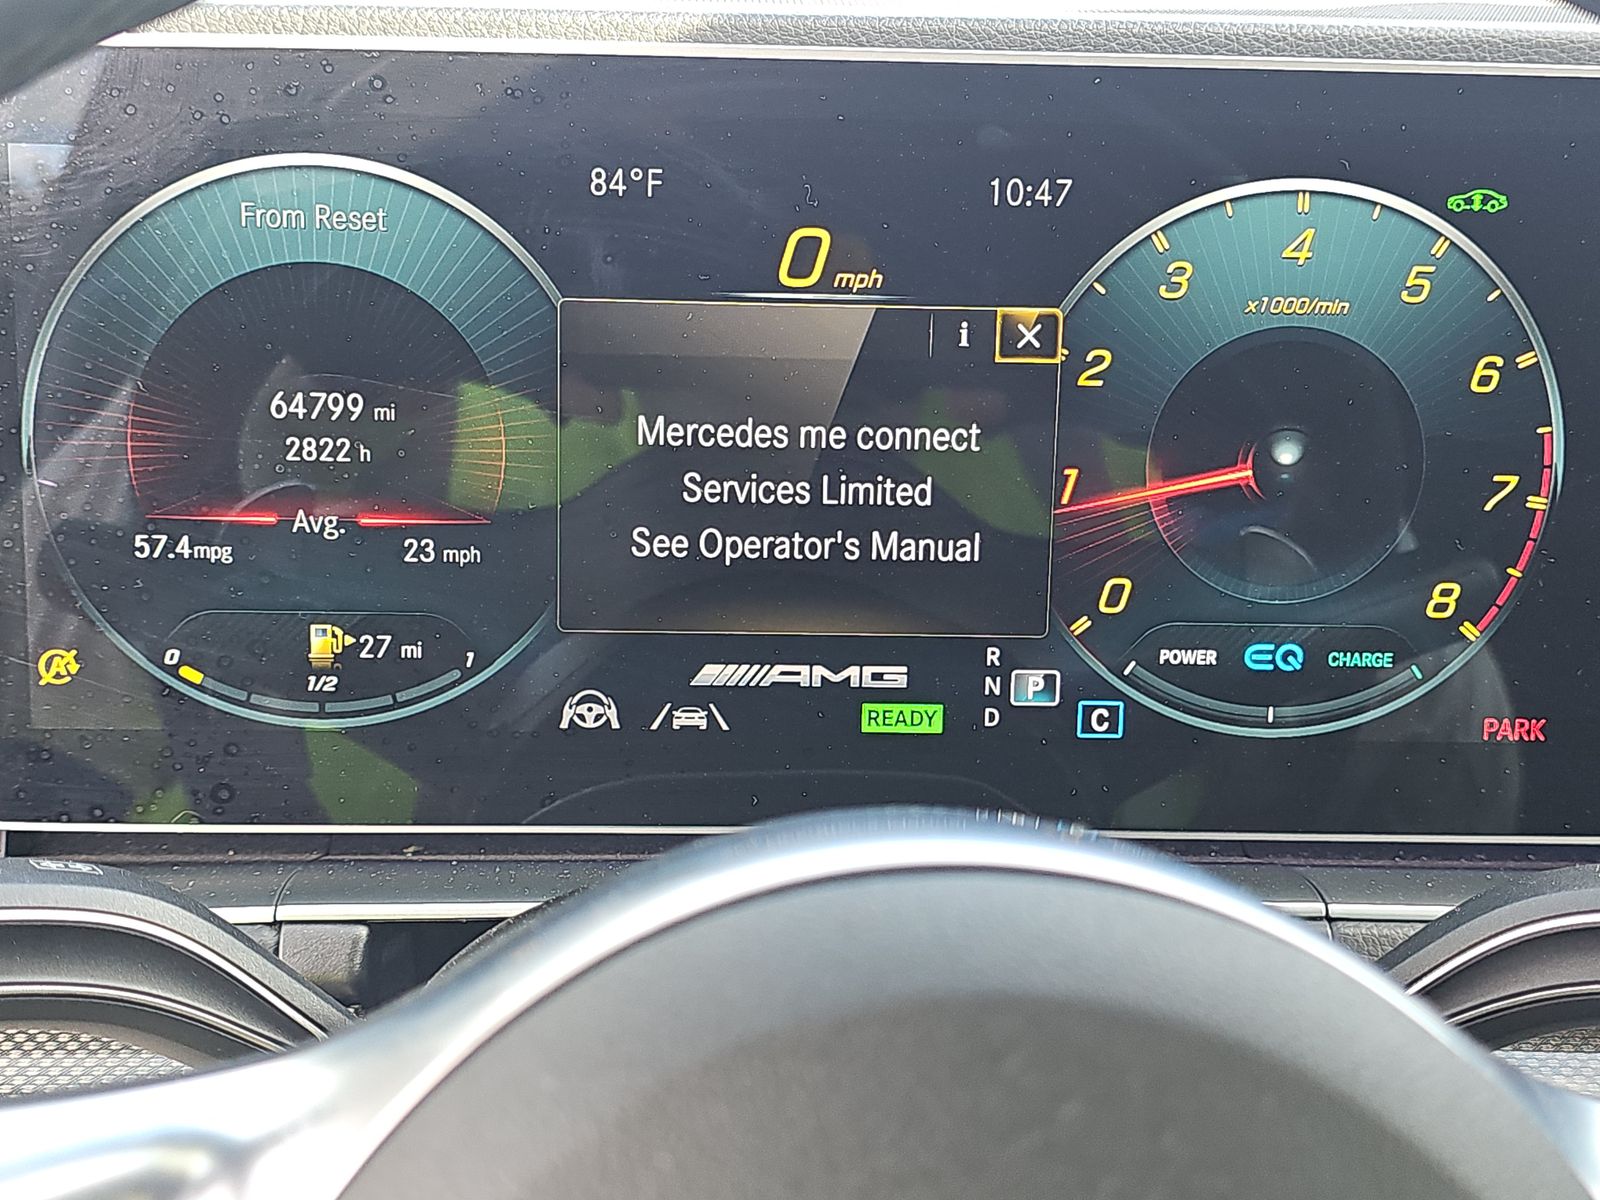 From Reset
84°F
10:47
0 mph
64799 mi
2822 h
Avg.
57.4mpg
23 mph
27 mi
0
1/2
1
A
i
X
Mercedes me connect
Services Limited
See Operator's Manual
AMG
READY
R
N
P
D
C
0
1
2
3
4
5
6
7
8
x1000/min
POWER
EQ
CHARGE
PARK